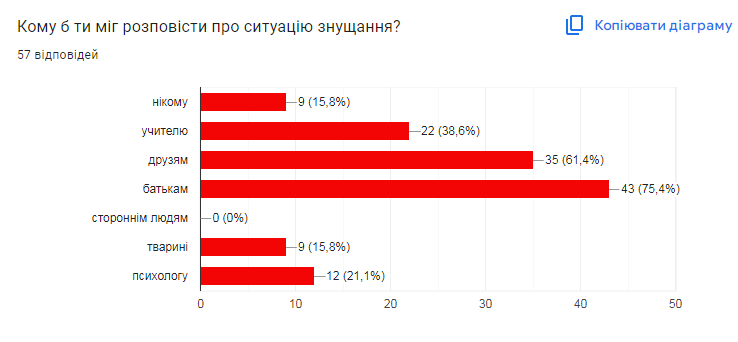 Кому б ти міг розповісти про ситуацію знущання?
Копіювати діаграму
57 відповідей
нікому 9 (15,8%)
учителю 22 (38,6%)
друзям 35 (61,4%)
батькам 43 (75,4%)
стороннім людям 0 (0%)
тварині 9 (15,8%)
психологу 12 (21,1%)
0 10 20 30 40 50